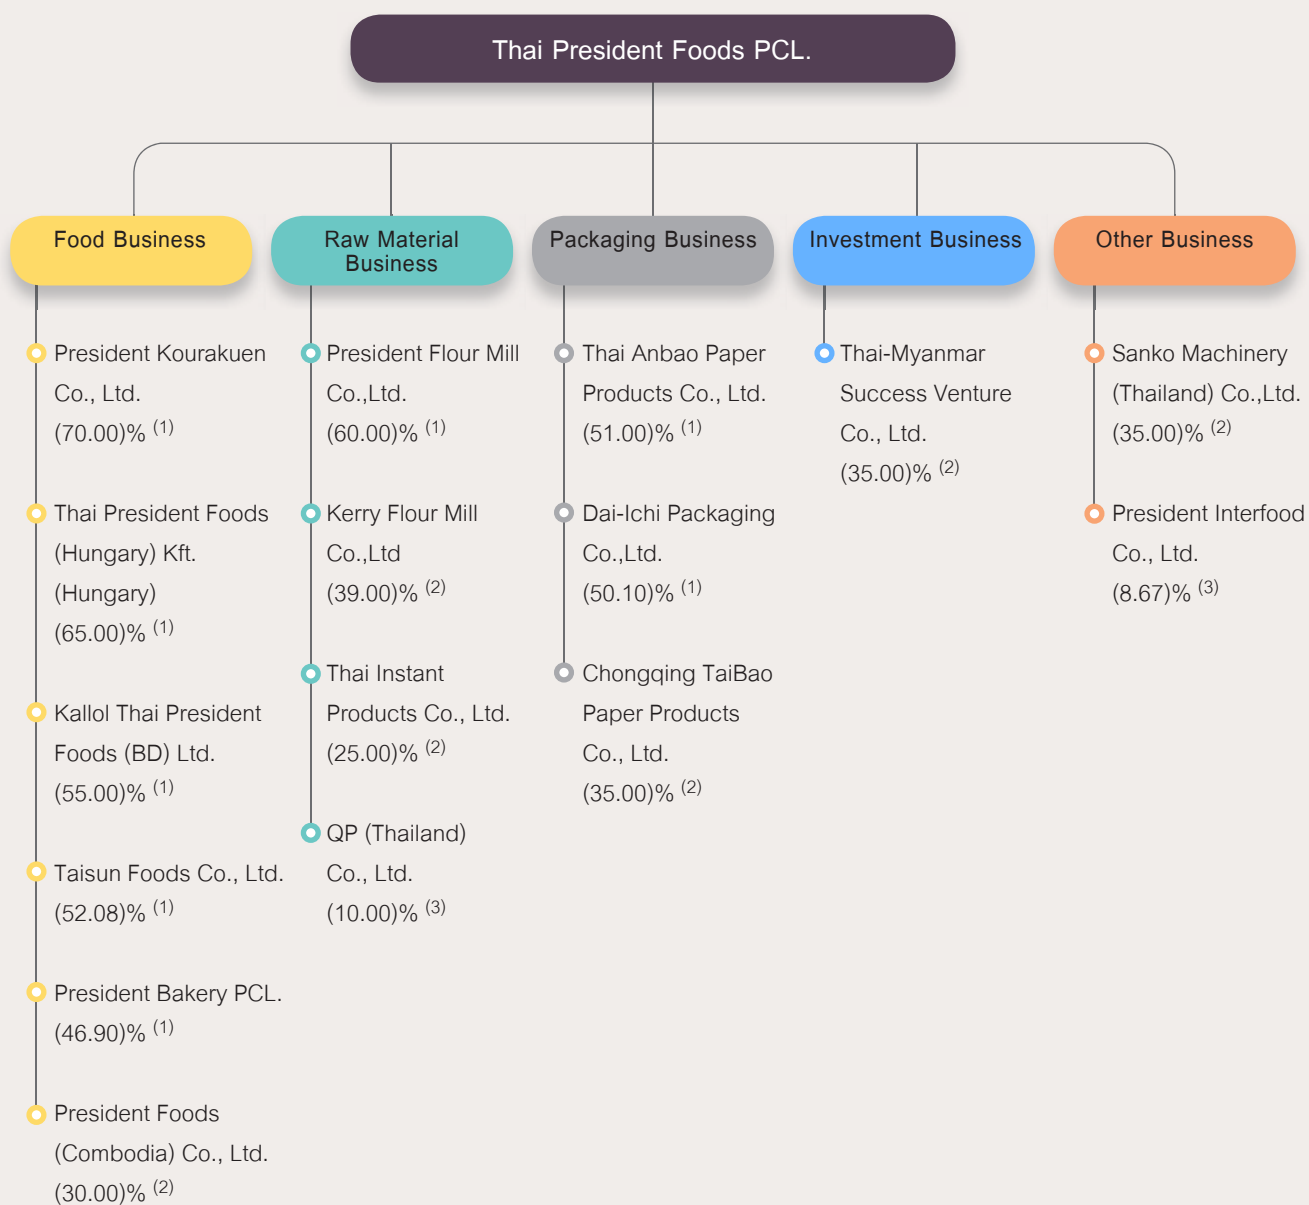 Thai President Foods PCL.
Food Business
President Kourakuen
Co., Ltd.
(70.00)% (1)
Thai President Foods
(Hungary) Kft.
(Hungary)
(65.00)% (1)
Kallol Thai President
Foods (BD) Ltd.
(55.00)% (1)
Taisun Foods Co., Ltd.
(52.08)% (1)
President Bakery PCL.
(46.90)% (1)
President Foods
(Combodia) Co., Ltd.
(30.00)% (2)
Raw Material
Business
President Flour Mill
Co.,Ltd.
(60.00)% (1)
Kerry Flour Mill
Co.,Ltd
(39.00)% (2)
Thai Instant
Products Co., Ltd.
(25.00)% (2)
QP (Thailand)
Co., Ltd.
(10.00)% (3)
Packaging Business
Thai Anbao Paper
Products Co., Ltd.
(51.00)% (1)
Dai-Ichi Packaging
Co.,Ltd.
(50.10)% (1)
Chongqing TaiBao
Paper Products
Co., Ltd.
(35.00)% (2)
Investment Business
Thai-Myanmar
Success Venture
Co., Ltd.
(35.00)% (2)
Other Business
Sanko Machinery
(Thailand) Co.,Ltd.
(35.00)% (2)
President Interfood
Co., Ltd.
(8.67)% (3)